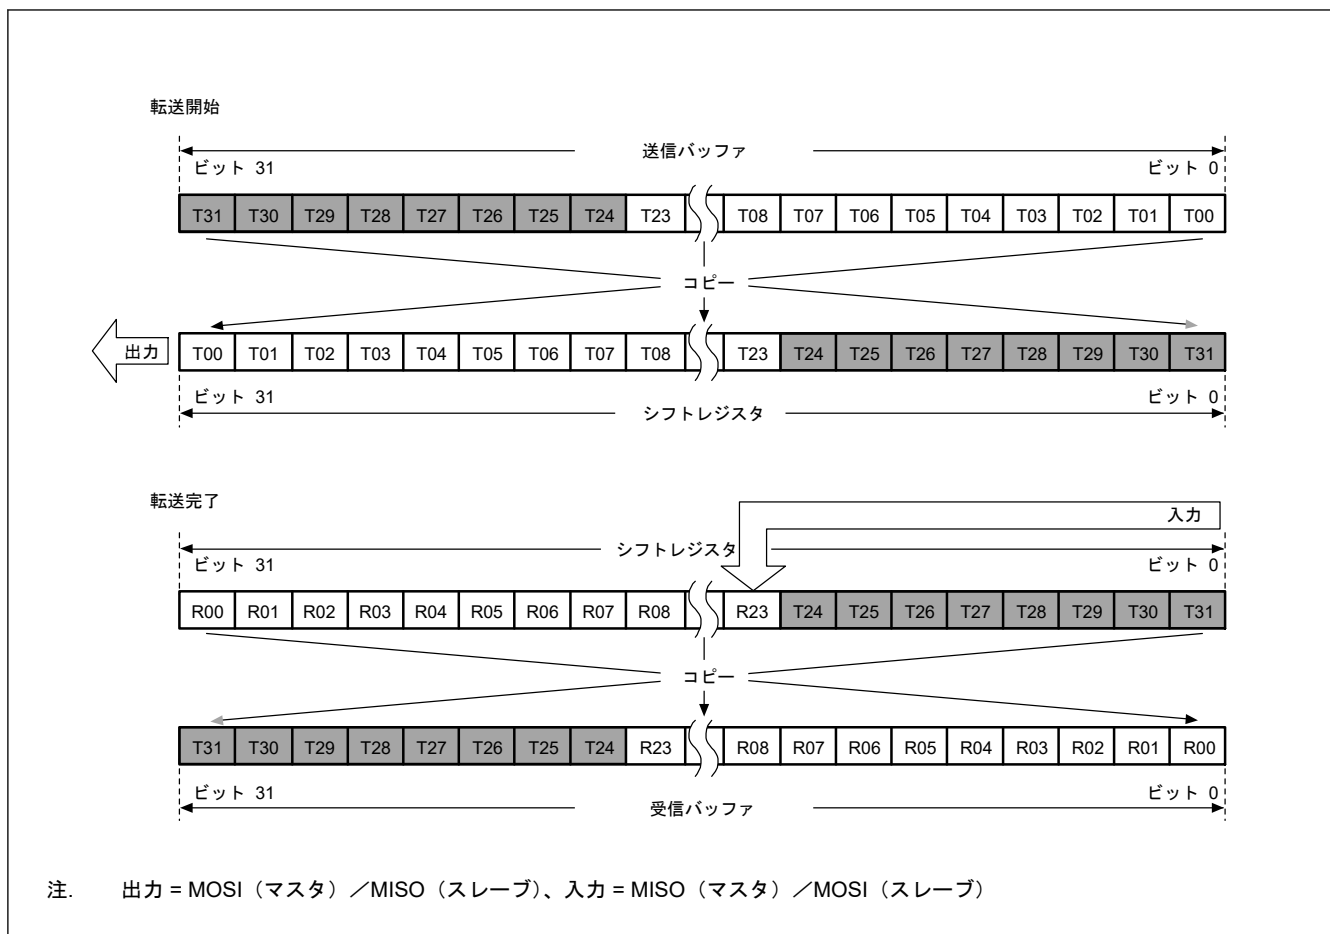 転送開始
送信バッファ
ビット 31 ビット 0
T31 T30 T29 T28 T27 T26 T25 T24 T23 T08 T07 T06 T05 T04 T03 T02 T01 T00
コピー
出力 T00 T01 T02 T03 T04 T05 T06 T07 T08 T23 T24 T25 T26 T27 T28 T29 T30 T31
ビット 31 ビット 0
シフトレジスタ
転送完了
入力
シフトレジスタ
ビット 31 ビット 0
R00 R01 R02 R03 R04 R05 R06 R07 R08 R23 T24 T25 T26 T27 T28 T29 T30 T31
コピー
T31 T30 T29 T28 T27 T26 T25 T24 R23 R08 R07 R06 R05 R04 R03 R02 R01 R00
ビット 31 ビット 0
受信バッファ
注. 出力 = MOSI（マスタ）／MISO（スレーブ）、入力 = MISO（マスタ）／MOSI（スレーブ）